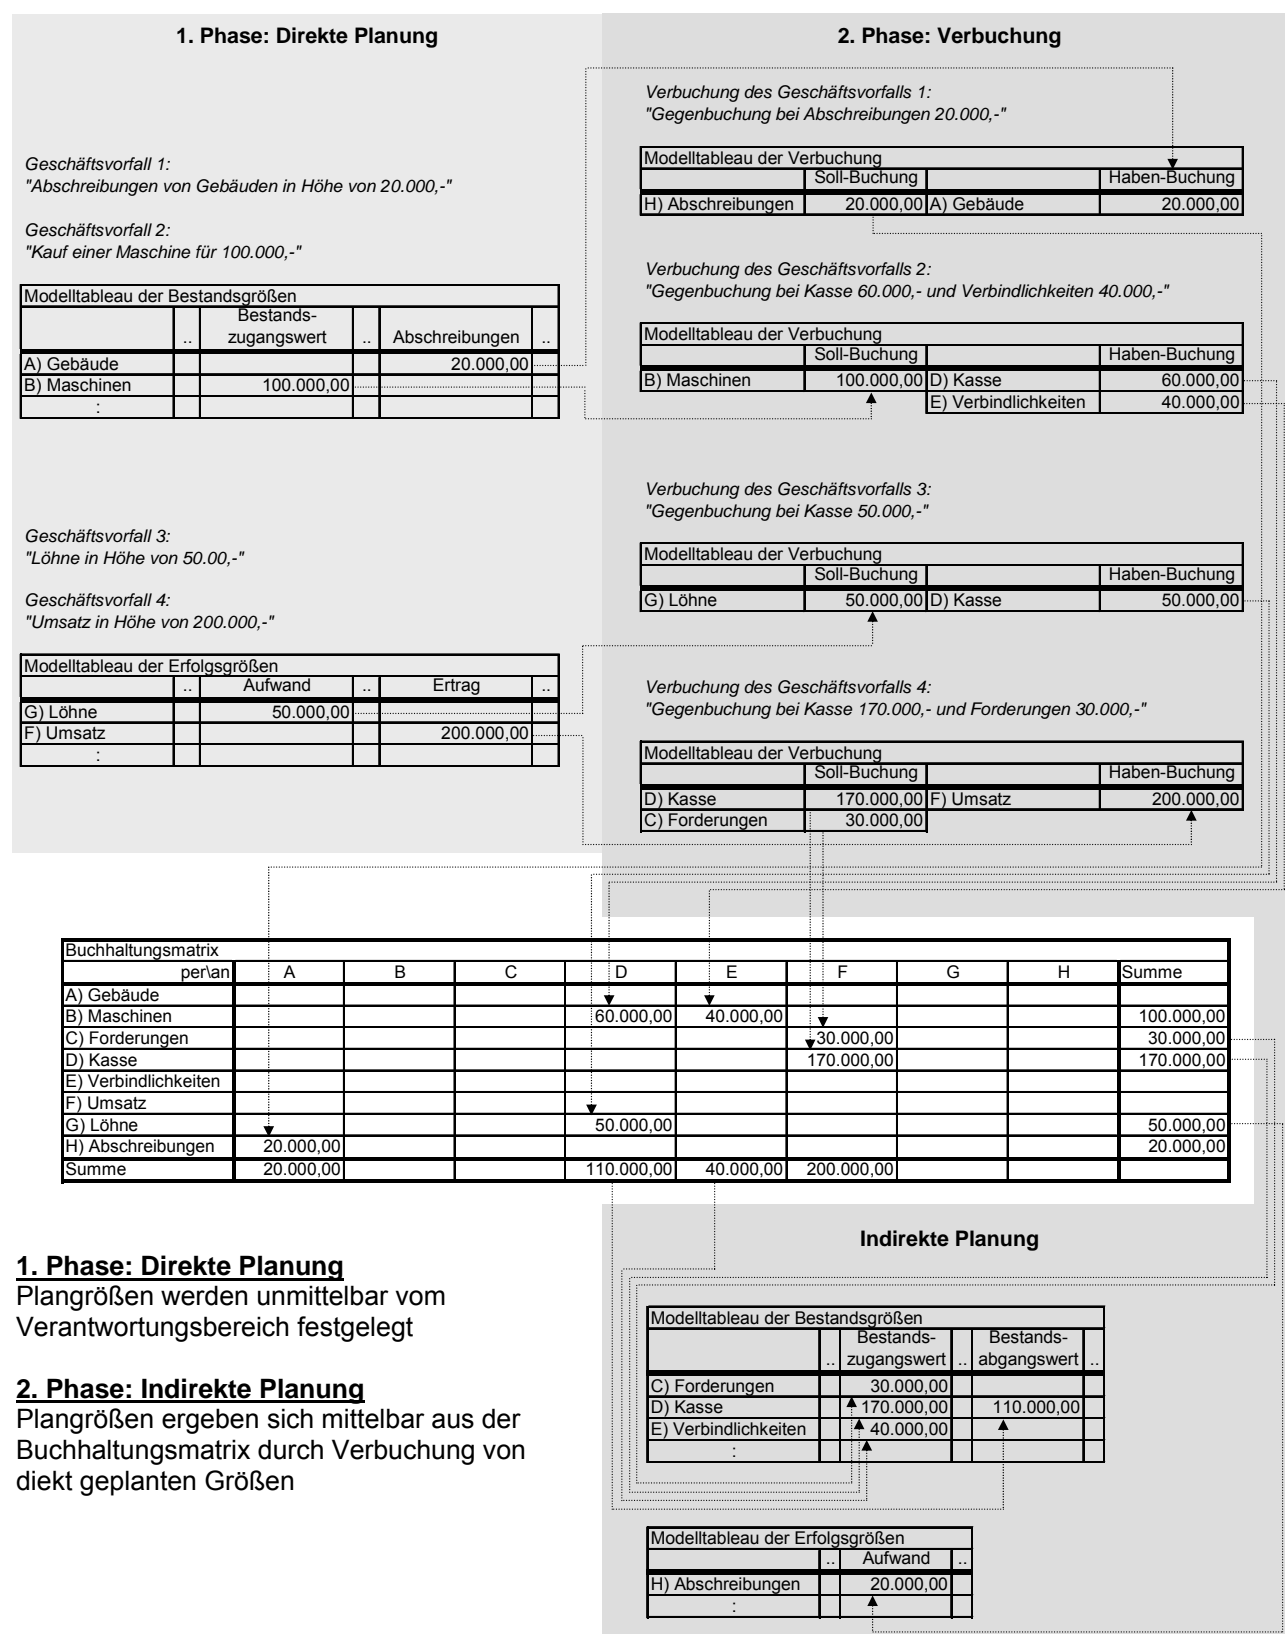 1. Phase: Direkte Planung
Geschäftsvorfall 1:
"Abschreibungen von Gebäuden in Höhe von 20.000,-"
Geschäftsvorfall 2:
"Kauf einer Maschine für 100.000,-"
Modelltableau der Bestandsgrößen
.. Bestands- zugangswert .. Abschreibungen ..
A) Gebäude 20.000,00
B) Maschinen 100.000,00
:
Geschäftsvorfall 3:
"Löhne in Höhe von 50.00,-"
Geschäftsvorfall 4:
"Umsatz in Höhe von 200.000,-"
Modelltableau der Erfolgsgrößen
.. Aufwand .. Ertrag ..
G) Löhne 50.000,00
F) Umsatz 200.000,00
:
2. Phase: Verbuchung
Verbuchung des Geschäftsvorfalls 1:
"Gegenbuchung bei Abschreibungen 20.000,-"
Modelltableau der Verbuchung
Soll-Buchung Haben-Buchung
H) Abschreibungen 20.000,00 A) Gebäude 20.000,00
Verbuchung des Geschäftsvorfalls 2:
"Gegenbuchung bei Kasse 60.000,- und Verbindlichkeiten 40.000,-"
Modelltableau der Verbuchung
Soll-Buchung Haben-Buchung
B) Maschinen 100.000,00 D) Kasse 60.000,00
E) Verbindlichkeiten 40.000,00
Verbuchung des Geschäftsvorfalls 3:
"Gegenbuchung bei Kasse 50.000,-"
Modelltableau der Verbuchung
Soll-Buchung Haben-Buchung
G) Löhne 50.000,00 D) Kasse 50.000,00
Verbuchung des Geschäftsvorfalls 4:
"Gegenbuchung bei Kasse 170.000,- und Forderungen 30.000,-"
Modelltableau der Verbuchung
Soll-Buchung Haben-Buchung
D) Kasse 170.000,00 F) Umsatz 200.000,00
C) Forderungen 30.000,00
Buchhaltungsmatrix
per\an A B C D E F G H Summe
A) Gebäude
B) Maschinen 60.000,00 40.000,00 100.000,00
C) Forderungen 30.000,00 30.000,00
D) Kasse 170.000,00 170.000,00
E) Verbindlichkeiten
F) Umsatz
G) Löhne 50.000,00 50.000,00
H) Abschreibungen 20.000,00 20.000,00
Summe 20.000,00 110.000,00 40.000,00 200.000,00
1. Phase: Direkte Planung
Plangrößen werden unmittelbar vom
Verantwortungsbereich festgelegt
2. Phase: Indirekte Planung
Plangrößen ergeben sich mittelbar aus der
Buchhaltungsmatrix durch Verbuchung von
diekt geplanten Größen
Indirekte Planung
Modelltableau der Bestandsgrößen
.. Bestands- zugangswert .. Bestands- abgangswert ..
C) Forderungen 30.000,00
D) Kasse 170.000,00 110.000,00
E) Verbindlichkeiten 40.000,00
:
Modelltableau der Erfolgsgrößen
.. Aufwand ..
H) Abschreibungen 20.000,00
: